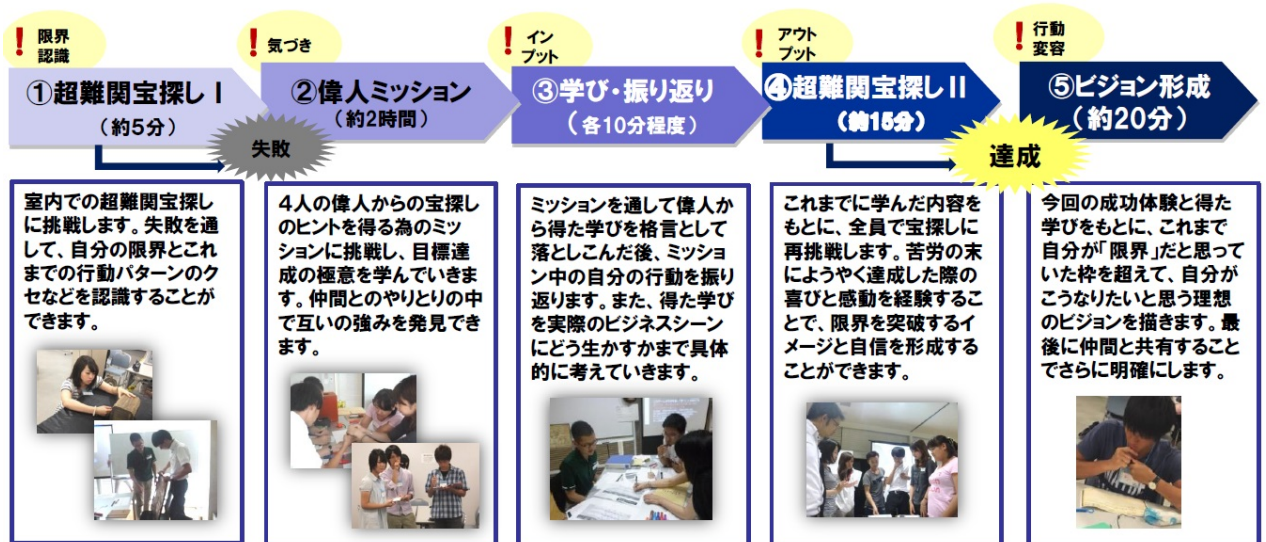 ！限界
認識
①超難関宝探しⅠ
（約5分）
！気づき
②偉人ミッション
（約2時間）
！イン
プット
③学び・振り返り
（各10分程度）
！アウト
プット
④超難関宝探しII
（約15分）
！行動
変容
⑤ビジョン形成
（約20分）
失敗
達成
室内での超難関宝探し
に挑戦します。失敗を通
して、自分の限界とこれ
までの行動パターンのク
セなどを認識することが
できます。
４人の偉人からの宝探し
のヒントを得る為のミッ
ションに挑戦し、目標達
成の極意を学んでいきま
す。仲間とのやりとりの中
で互いの強みを発見でき
ます。
ミッションを通して偉人か
ら得た学びを格言として
落としこんだ後、ミッショ
ン中の自分の行動を振り
返ります。また、得た学び
を実際のビジネスシーン
にどう生かすかまで具体
的に考えていきます。
これまでに学んだ内容を
もとに、全員で宝探しに
再挑戦します。苦労の末
にようやく達成した際の
喜びと感動を経験するこ
とで、限界を突破するイ
メージと自信を形成する
ことができます。
今回の成功体験と得た
学びをもとに、これまで
自分が「限界」だと思って
いた枠を超えて、自分が
こうなりたいと思う理想
のビジョンを描きます。最
後に仲間と共有すること
でさらに明確にします。